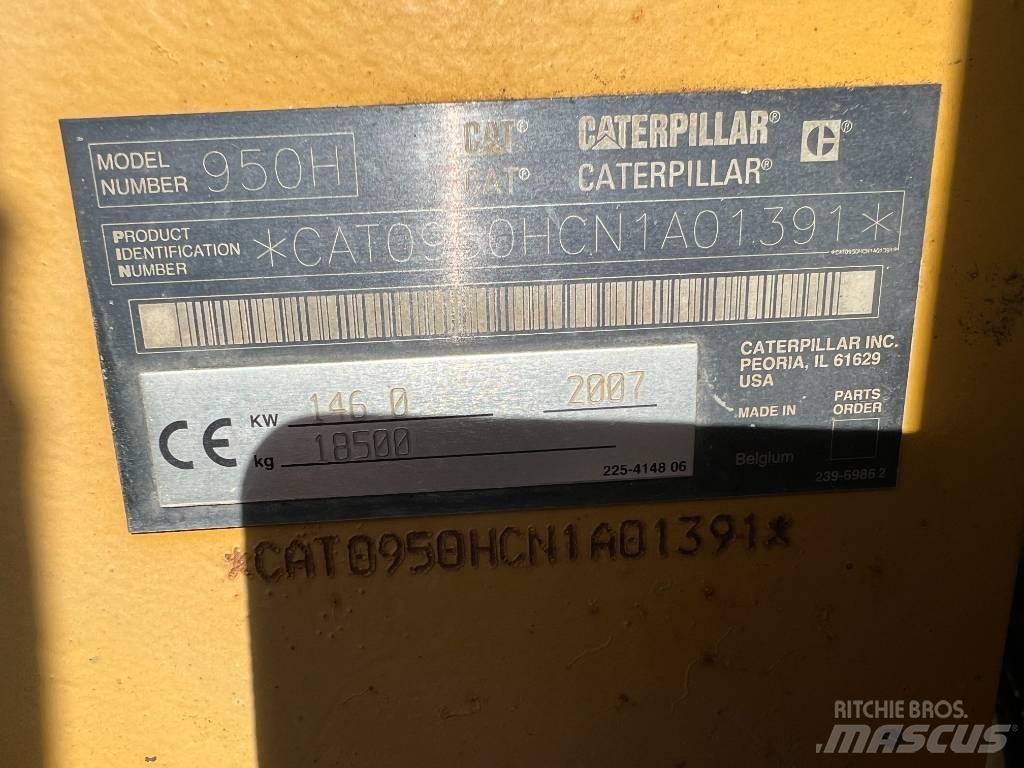 CAT® CATERPILLAR® C®
CAT® CATERPILLAR®
MODEL NUMBER 950H
PRODUCT IDENTIFICATION NUMBER *CAT0950HCN1A01391*
*CAT0950HCN1A01391*
CATERPILLAR INC.
PEORIA, IL 61629
USA
MADE IN Belgium
PARTS ORDER
239-5986 2
CE
KW 146 0 2007
kg 18500
225-4148 06
*CAT0950HCN1A01391*
RITCHIE BROS.
MASCUS